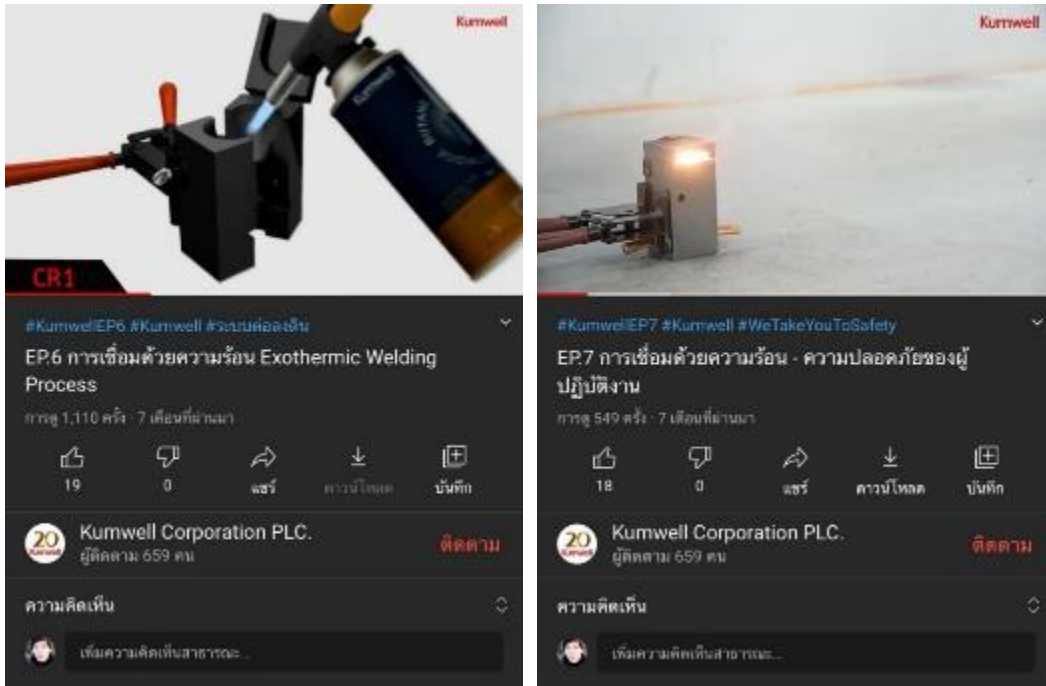 Kumwell
Kumwell
BUTAN
CR1
#KumwellEP6 #Kumwell #ระบบต่อลงดิน
EP.6 การเชื่อมด้วยความร้อน Exothermic Welding
Process
การดู 1,110 ครั้ง · 7 เดือนที่ผ่านมา
19
0
แชร์
ดาวน์โหลด
บันทึก
20
Kumwell
Kumwell Corporation PLC.
ผู้ติดตาม 659 คน
ติดตาม
ความคิดเห็น
เพิ่มความคิดเห็นสาธารณะ...
Kumwell
#KumwellEP7 #Kumwell #WeTakeYouToSafety
EP.7 การเชื่อมด้วยความร้อน - ความปลอดภัยของผู้
ปฏิบัติงาน
การดู 549 ครั้ง · 7 เดือนที่ผ่านมา
18
0
แชร์
ดาวน์โหลด
บันทึก
20
Kumwell
Kumwell Corporation PLC.
ผู้ติดตาม 659 คน
ติดตาม
ความคิดเห็น
เพิ่มความคิดเห็นสาธารณะ...